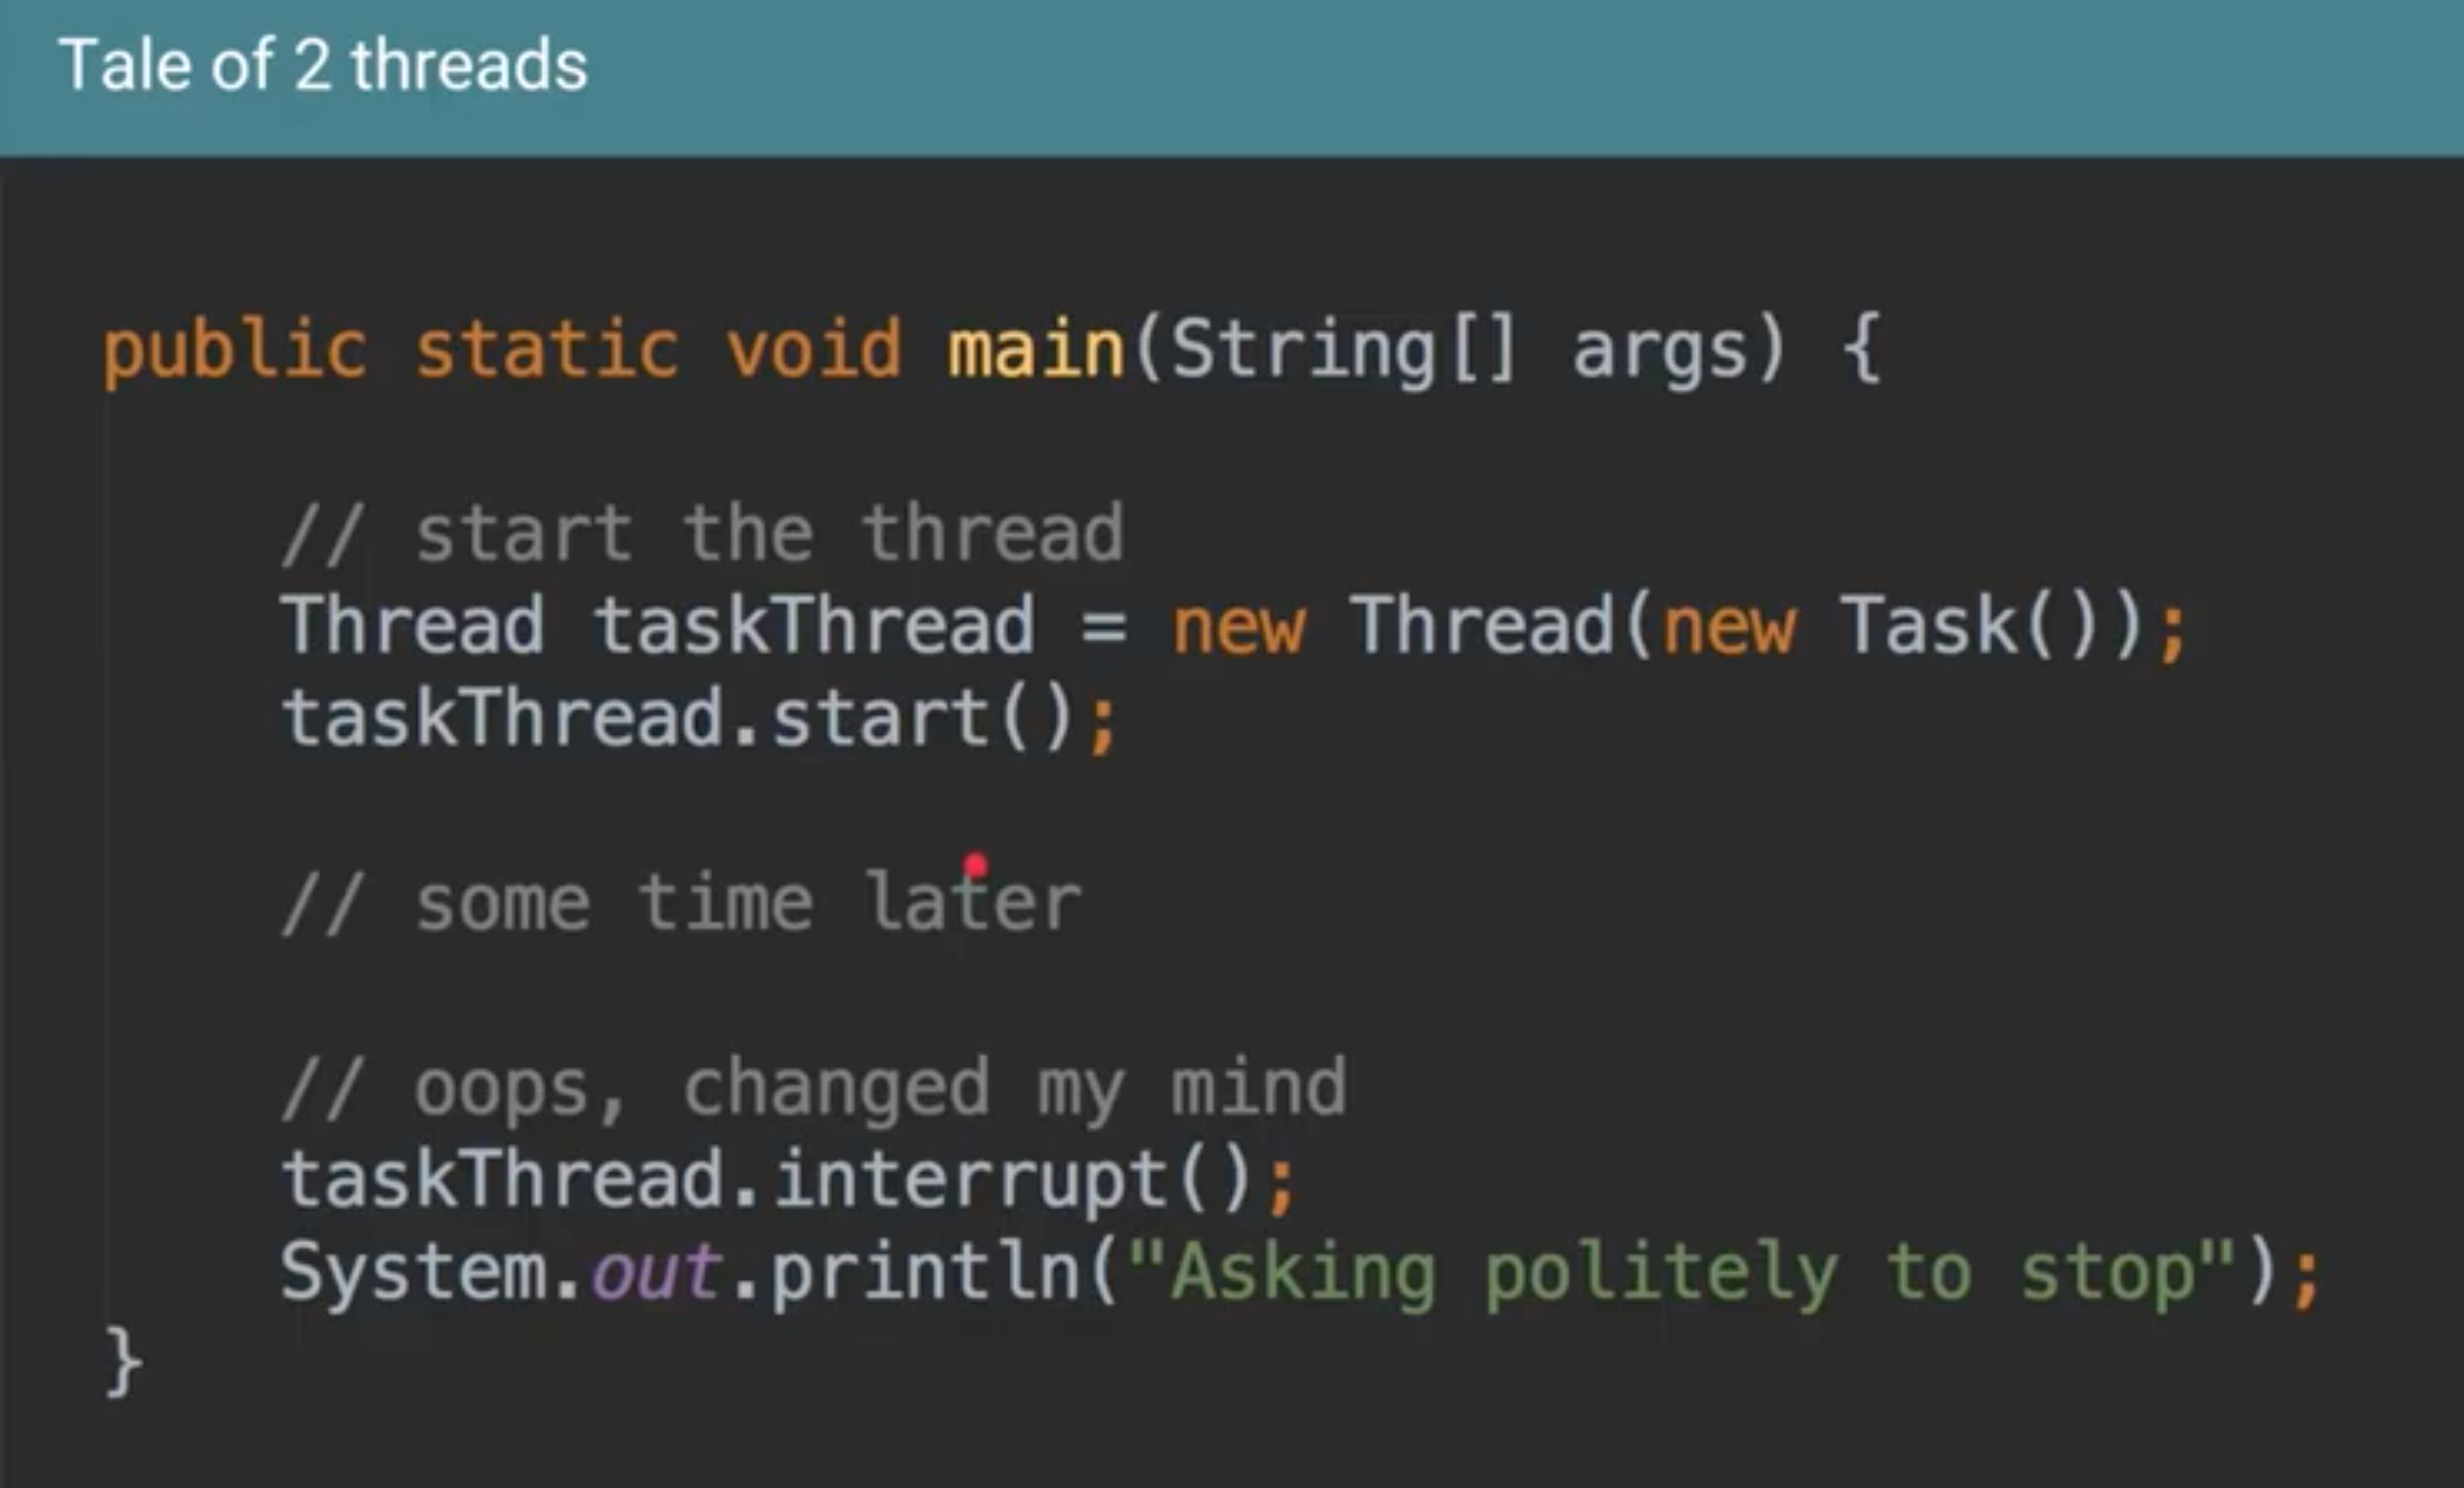 Tale of 2 threads
public static void main(String[] args) {
// start the thread
Thread taskThread = new Thread(new Task());
taskThread.start();
// some time later
// oops, changed my mind
taskThread.interrupt();
System.out.println("Asking politely to stop");
}